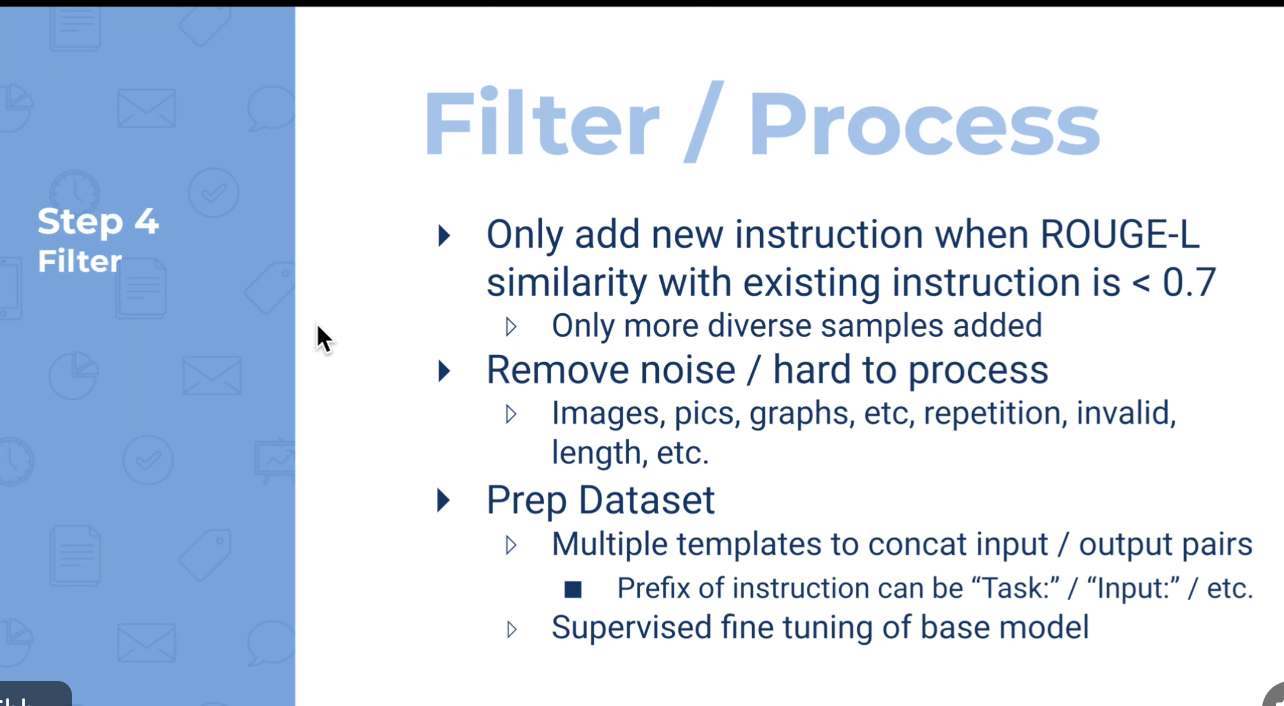 Filter / Process
Step 4
Filter
Only add new instruction when ROUGE-L
similarity with existing instruction is < 0.7
Only more diverse samples added
Remove noise / hard to process
Images, pics, graphs, etc, repetition, invalid,
length, etc.
Prep Dataset
Multiple templates to concat input / output pairs
Prefix of instruction can be “Task:” / “Input:” / etc.
Supervised fine tuning of base model